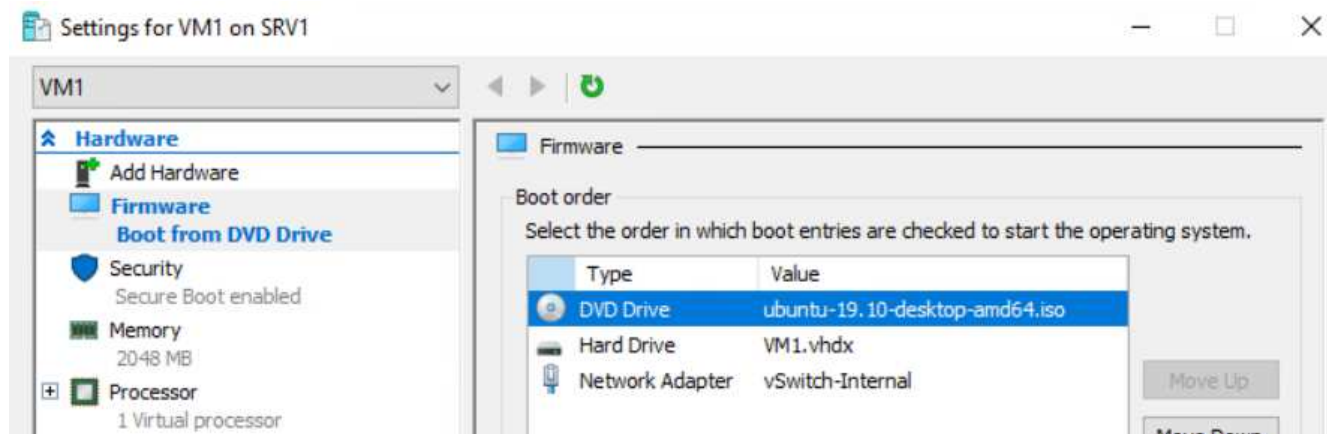 Settings for VM1 on SRV1
VM1
Hardware
Add Hardware
Firmware
Boot from DVD Drive
Security
Secure Boot enabled
Memory
2048 MB
Processor
1 Virtual processor
Firmware
Boot order
Select the order in which boot entries are checked to start the operating system.
Type Value
DVD Drive ubuntu-19.10-desktop-amd64.iso
Hard Drive VM1.vhdx
Network Adapter vSwitch-Internal
Move Up
Move Down